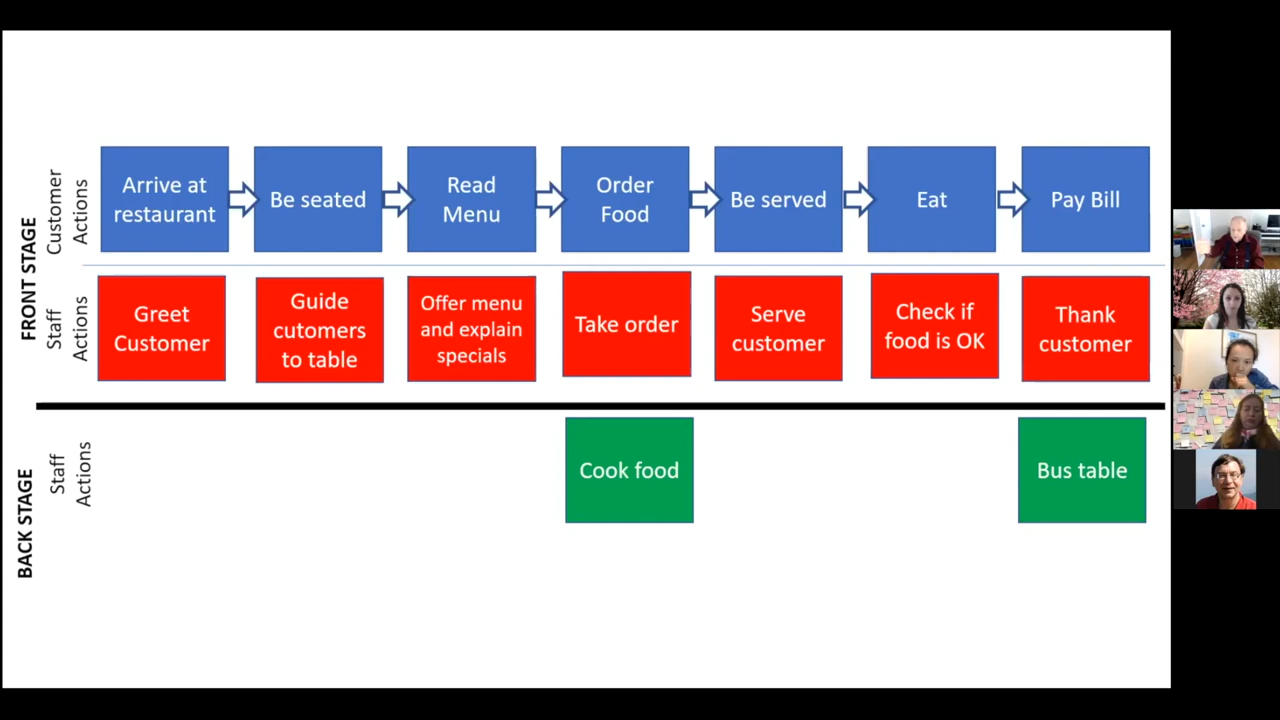 FRONT STAGE
Customer
Actions
Arrive at
restaurant
Be seated
Read
Menu
Order
Food
Be served
Eat
Pay Bill
Staff
Actions
Greet
Customer
Guide
cutomers
to table
Offer menu
and explain
specials
Take order
Serve
customer
Check if
food is OK
Thank
customer
BACK STAGE
Staff
Actions
Cook food
Bus table